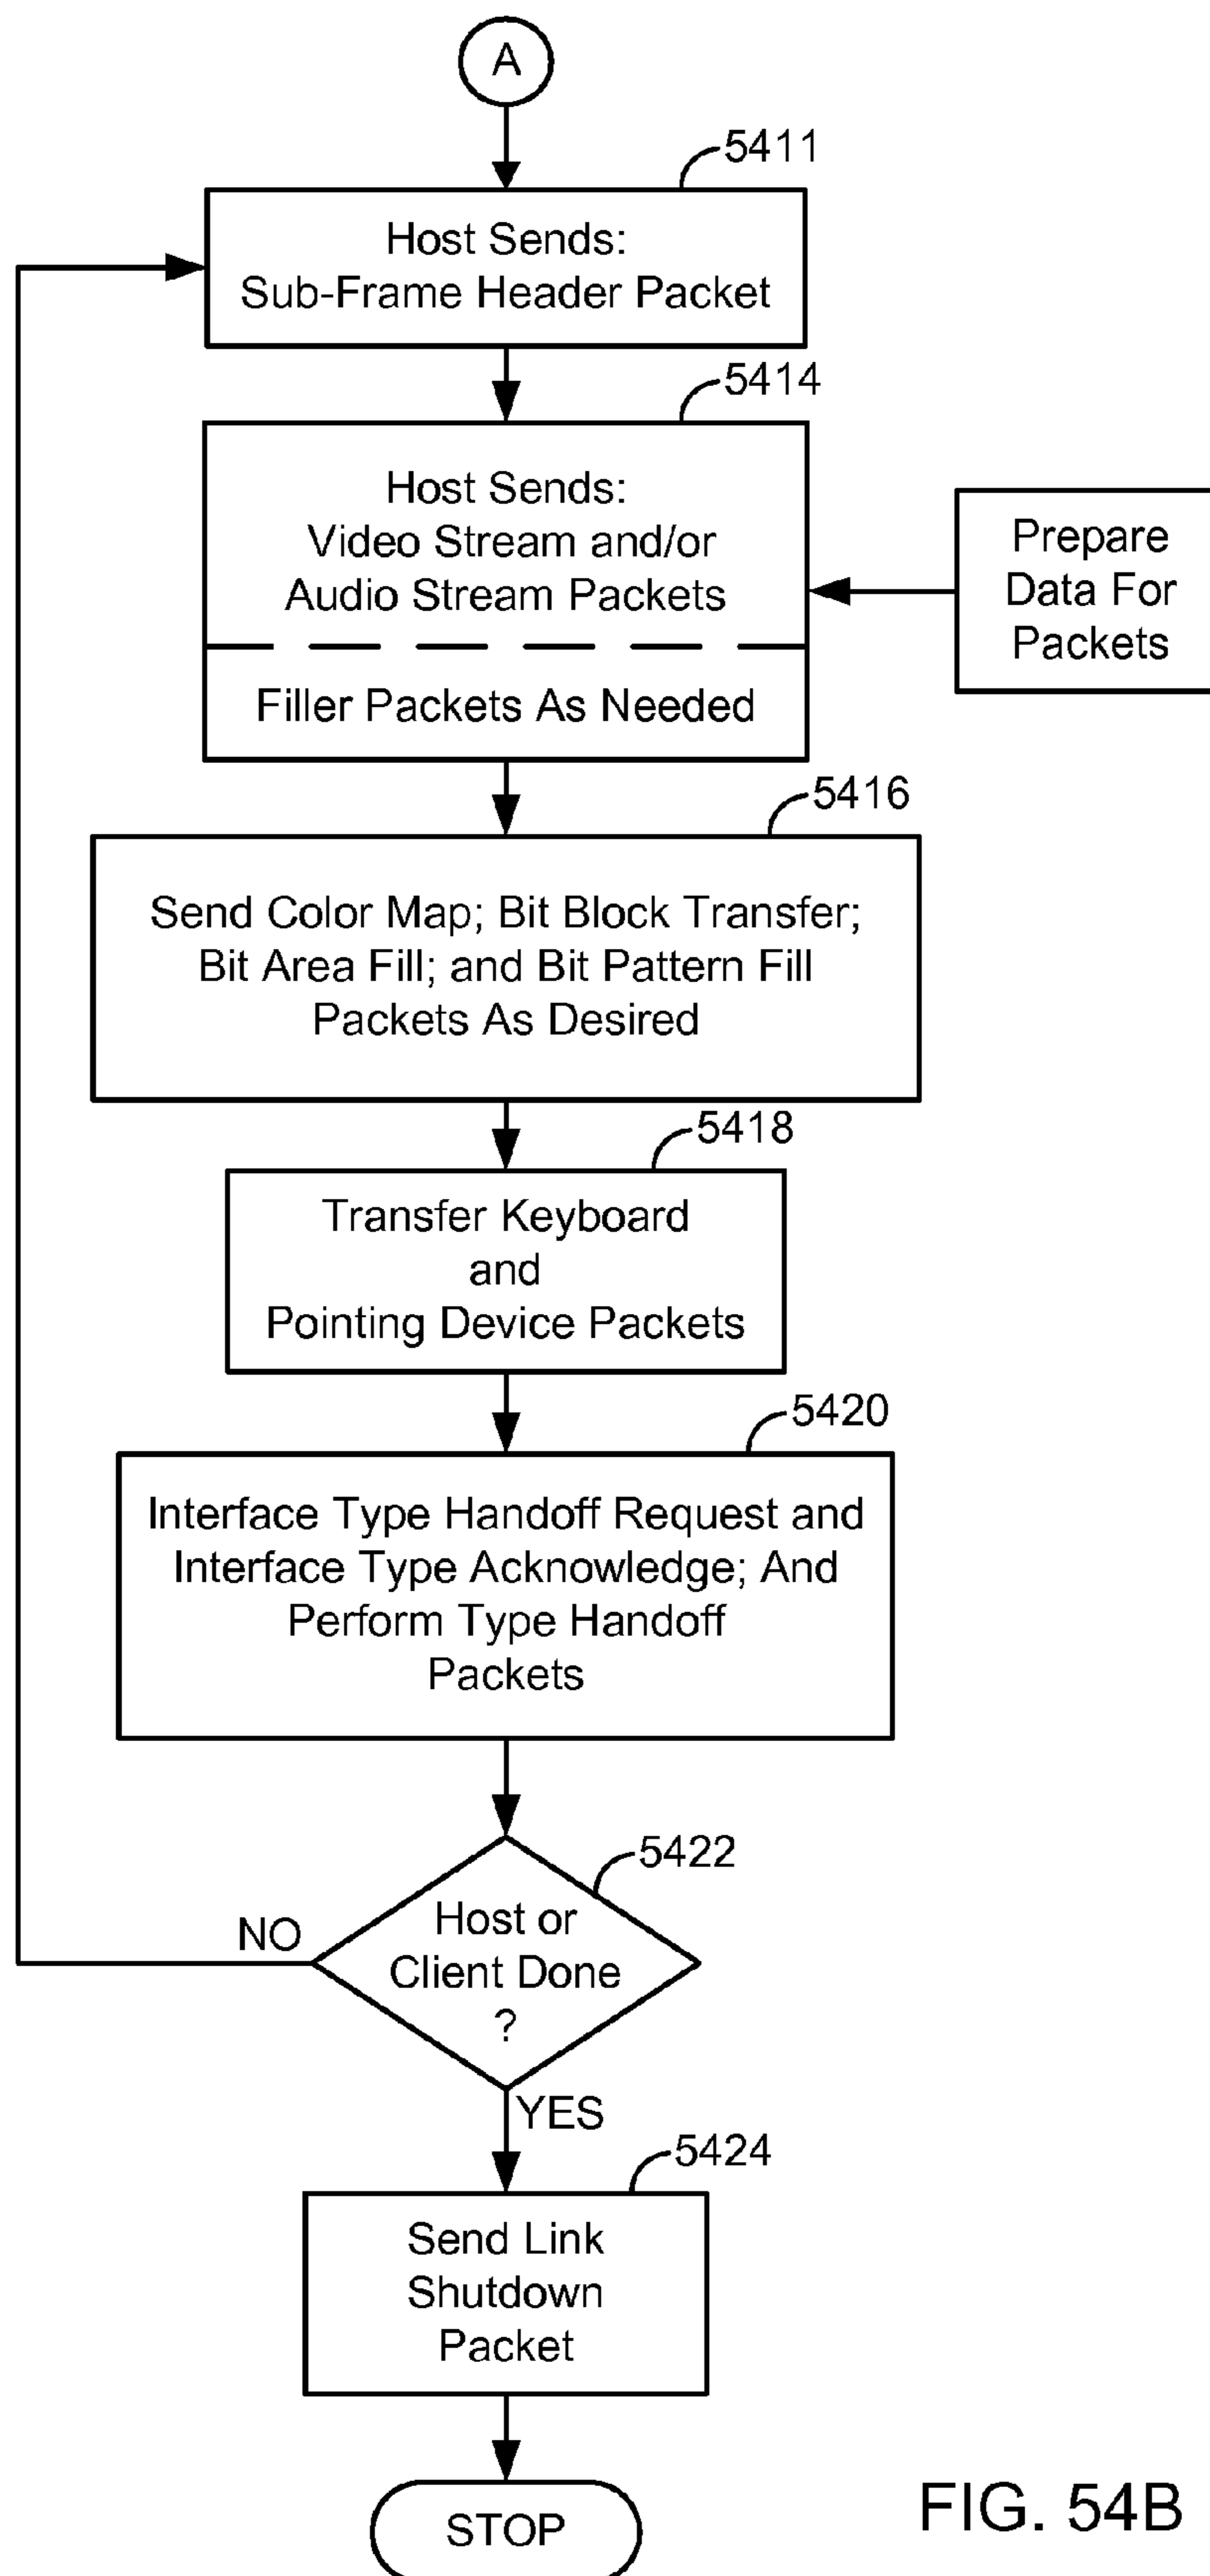 A
5411
Host Sends:
Sub-Frame Header Packet
5414
Host Sends:
Video Stream and/or
Audio Stream Packets
Filler Packets As Needed
Prepare
Data For
Packets
5416
Send Color Map; Bit Block Transfer;
Bit Area Fill; and Bit Pattern Fill
Packets As Desired
5418
Transfer Keyboard
and
Pointing Device Packets
5420
Interface Type Handoff Request and
Interface Type Acknowledge; And
Perform Type Handoff
Packets
5422
Host or
Client Done
?
NO
YES
5424
Send Link
Shutdown
Packet
STOP
FIG. 54B